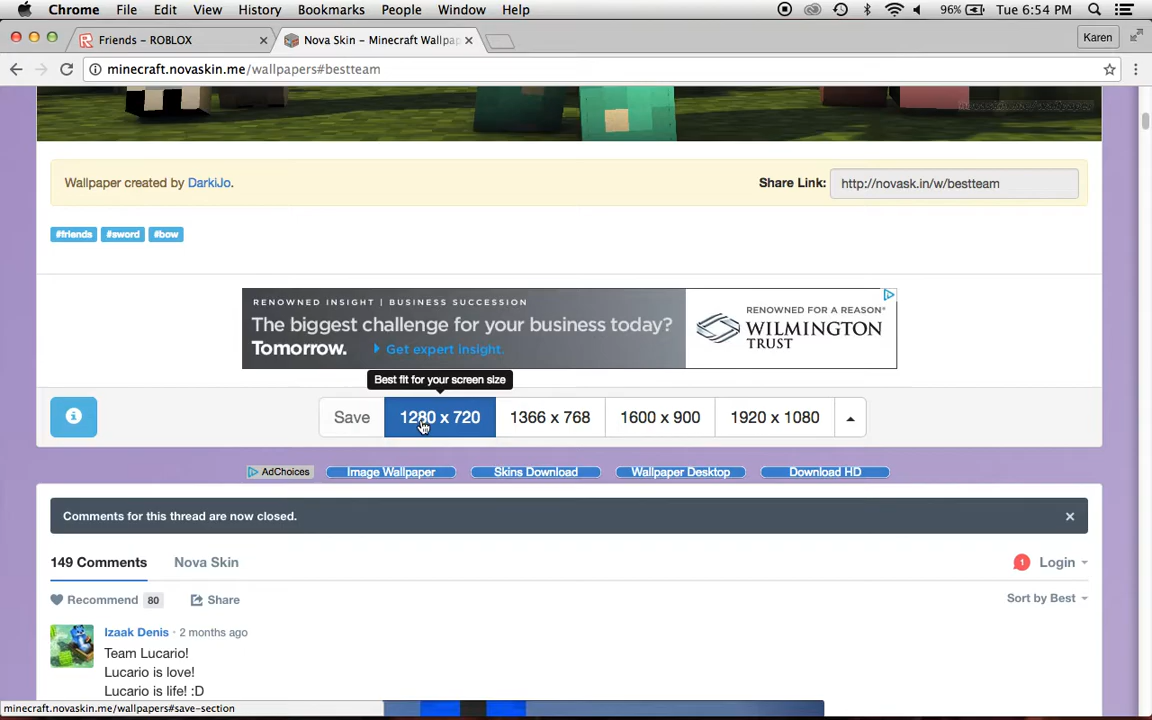 Chrome File Edit View History Bookmarks People Window Help 96% Tue 6:54 PM
Friends – ROBLOX Nova Skin – Minecraft Wallpap Karen
minecraft.novaskin.me/wallpapers#bestteam
Wallpaper created by DarkiJo. Share Link: http://novask.in/w/bestteam
#friends #sword #bow
RENOWNED INSIGHT | BUSINESS SUCCESSION
The biggest challenge for your business today?
Tomorrow. Get expert insight.
RENOWNED FOR A REASON®
WILMINGTON
TRUST
Best fit for your screen size
Save 1280 x 720 1366 x 768 1600 x 900 1920 x 1080
AdChoices Image Wallpaper Skins Download Wallpaper Desktop Download HD
Comments for this thread are now closed. ×
149 Comments Nova Skin 1 Login
Recommend 80 Share Sort by Best
Izaak Denis · 2 months ago
Team Lucario!
Lucario is love!
Lucario is life! :D
minecraft.novaskin.me/wallpapers#save-section